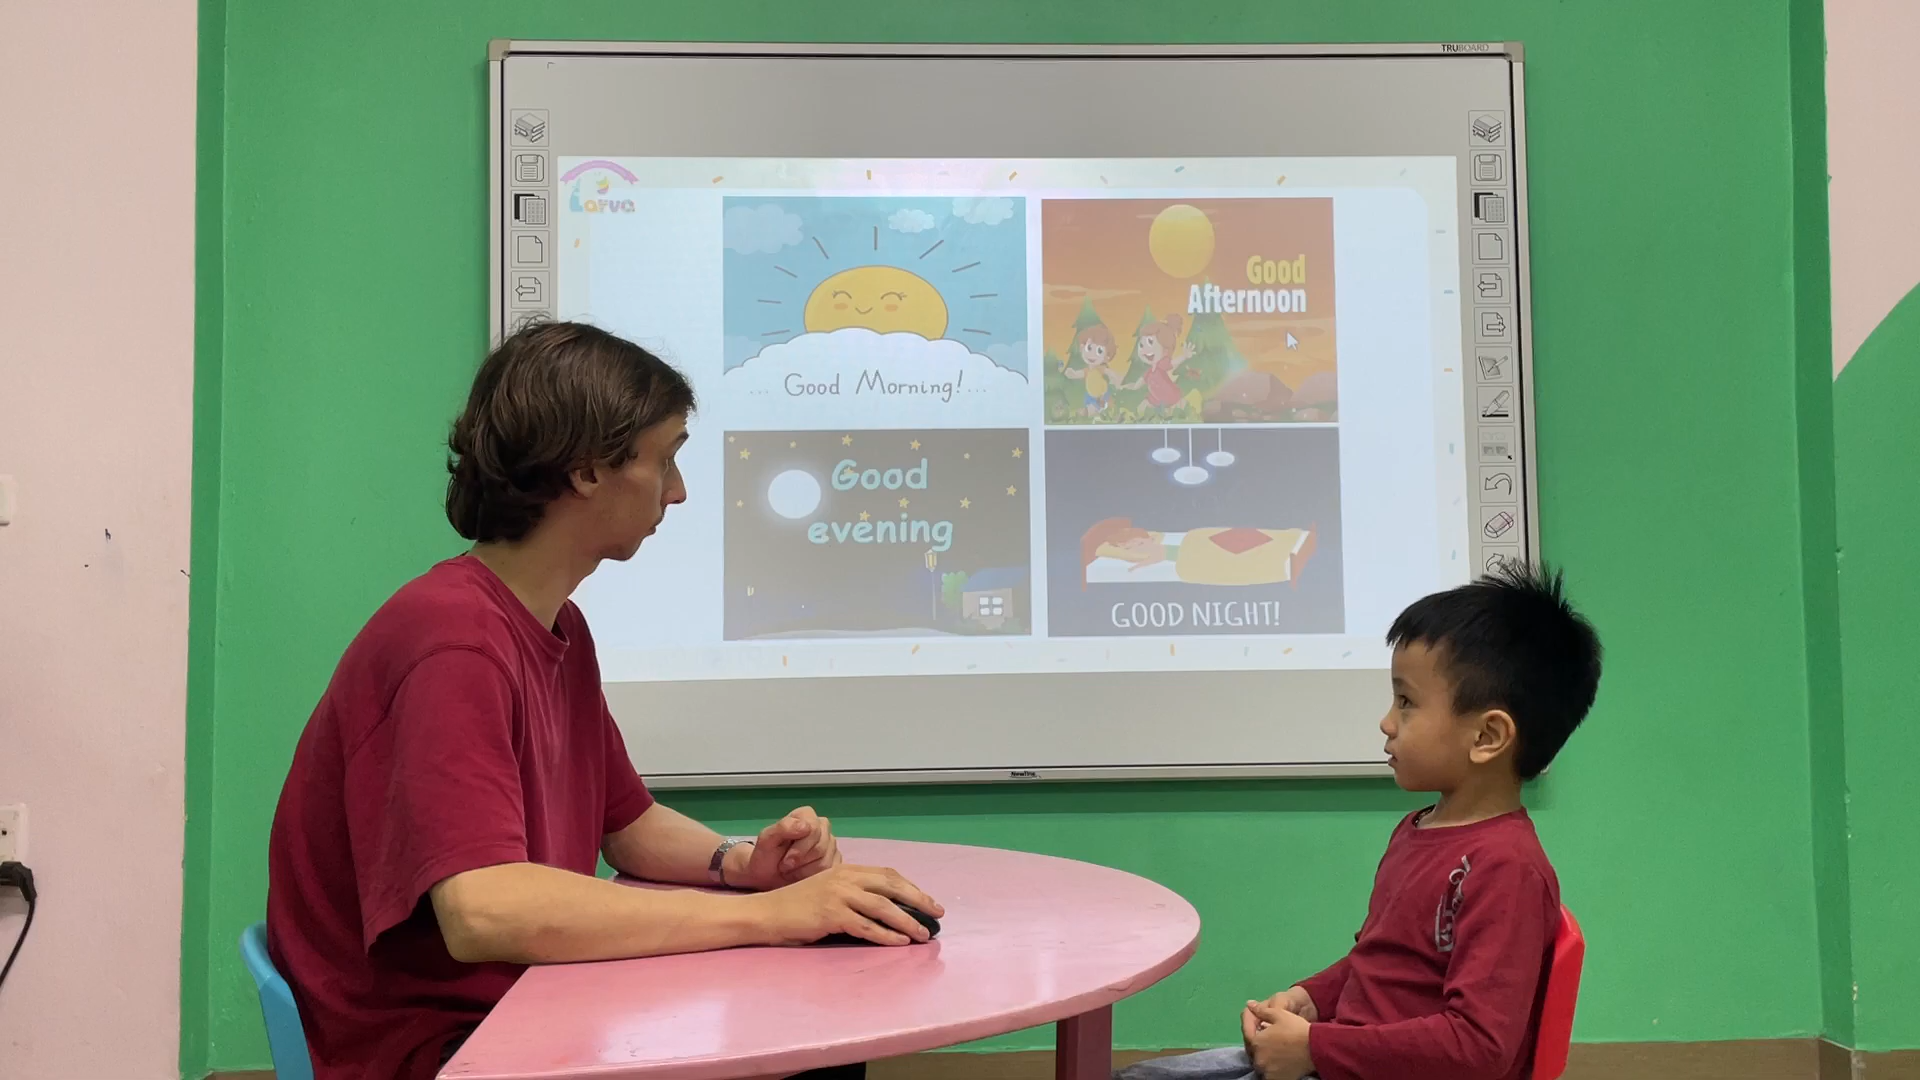 TRUBOARD
Larva
... Good Morning! ...
Good
Afternoon
Good
evening
GOOD NIGHT!